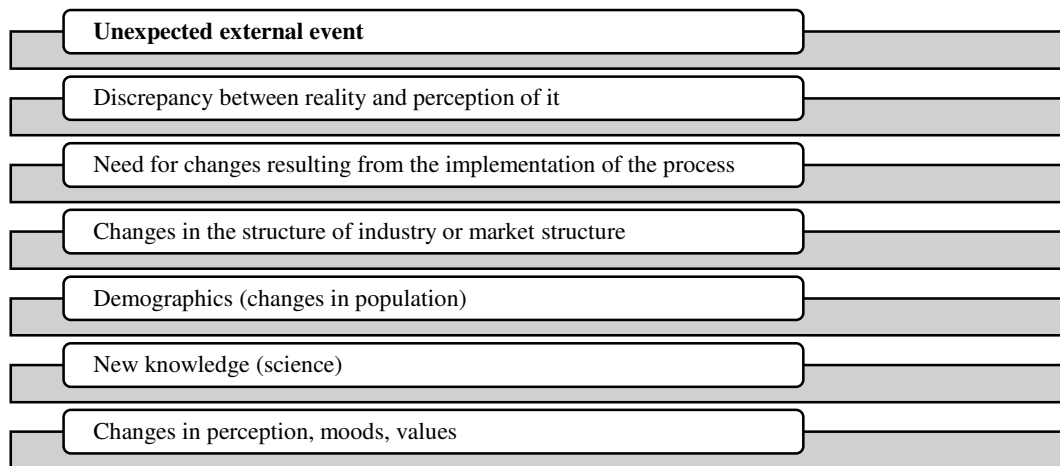 Unexpected external event
Discrepancy between reality and perception of it
Need for changes resulting from the implementation of the process
Changes in the structure of industry or market structure
Demographics (changes in population)
New knowledge (science)
Changes in perception, moods, values